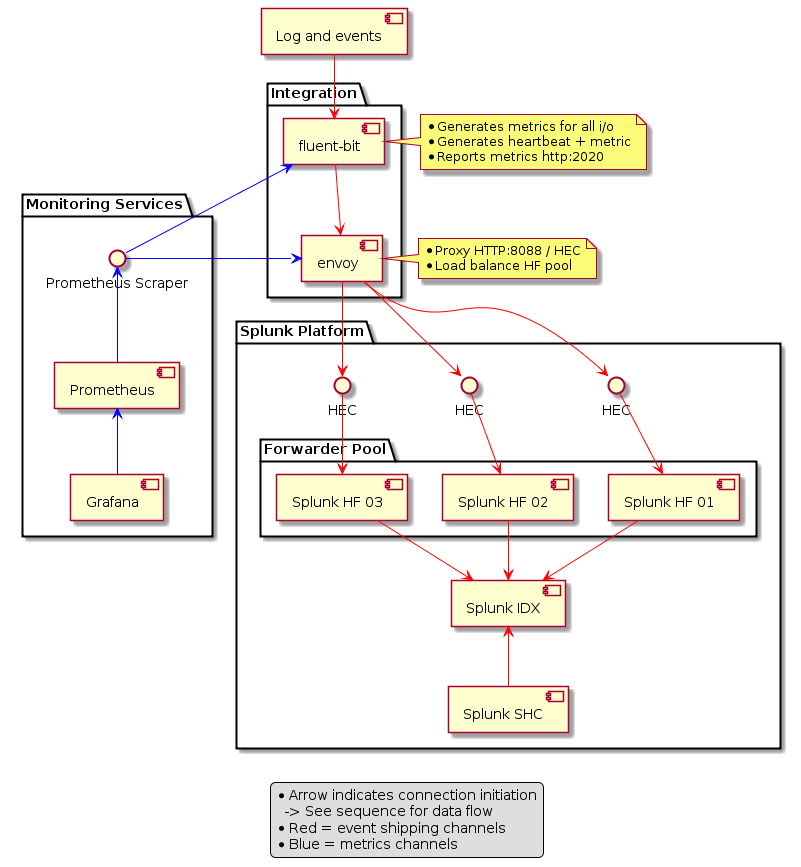 Log and events
Integration
fluent-bit
• Generates metrics for all i/o
• Generates heartbeat + metric
• Reports metrics http:2020
Monitoring Services
envoy
• Proxy HTTP:8088 / HEC
• Load balance HF pool
Prometheus Scraper
Splunk Platform
Prometheus
HEC
HEC
HEC
Forwarder Pool
Grafana
Splunk HF 03
Splunk HF 02
Splunk HF 01
Splunk IDX
Splunk SHC
• Arrow indicates connection initiation
-> See sequence for data flow
• Red = event shipping channels
• Blue = metrics channels